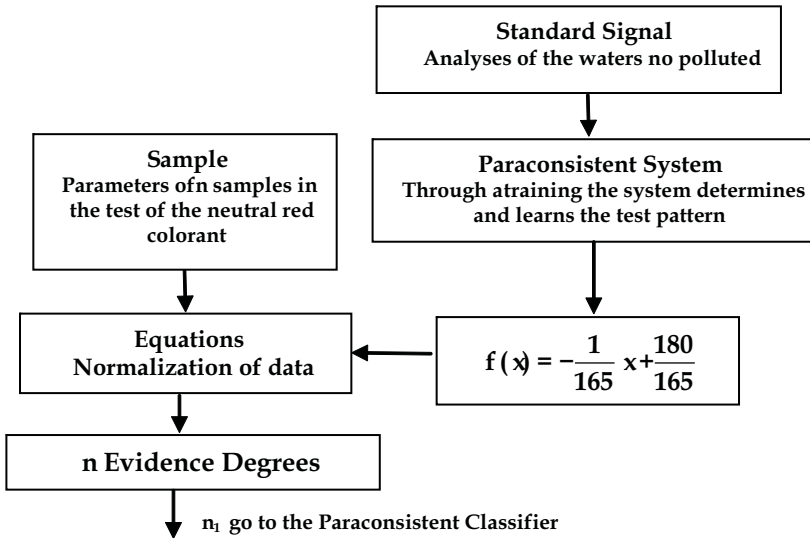 Standard Signal
Analyses of the waters no polluted
Sample
Parameters ofn samples in
the test of the neutral red
colorant
Paraconsistent System
Through atraining the system determines
and learns the test pattern
Equations
Normalization of data
f ( x) = −1/165 x+180/165
n Evidence Degrees
n₁ go to the Paraconsistent Classifier